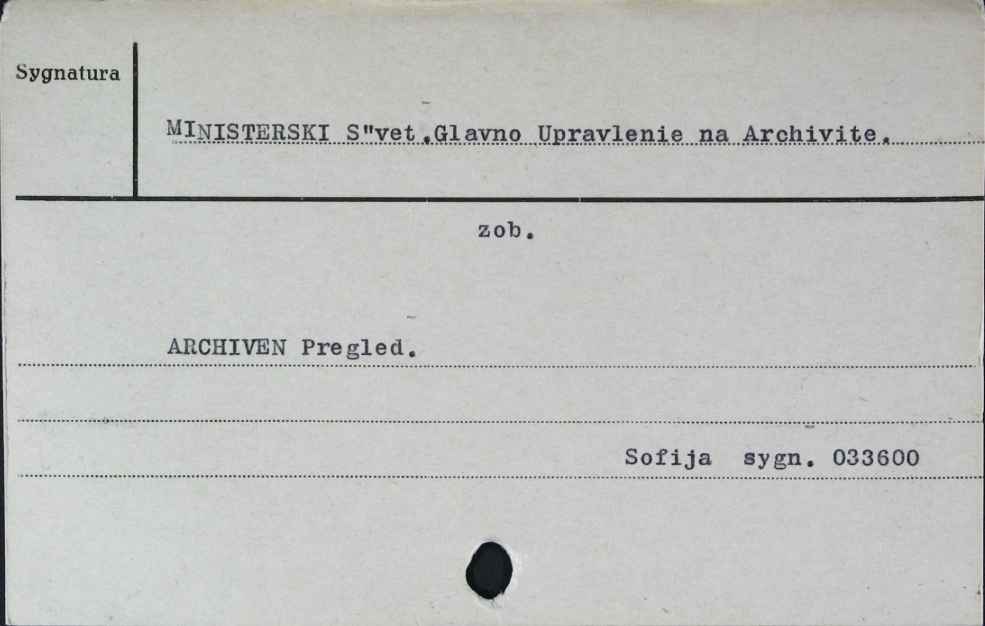 Sygnatura
MINISTERSKI S"vet.Glavno Upravlenie na Archivite.
zob.
ARCHIVEN Pregled.
Sofija sygn. 033600